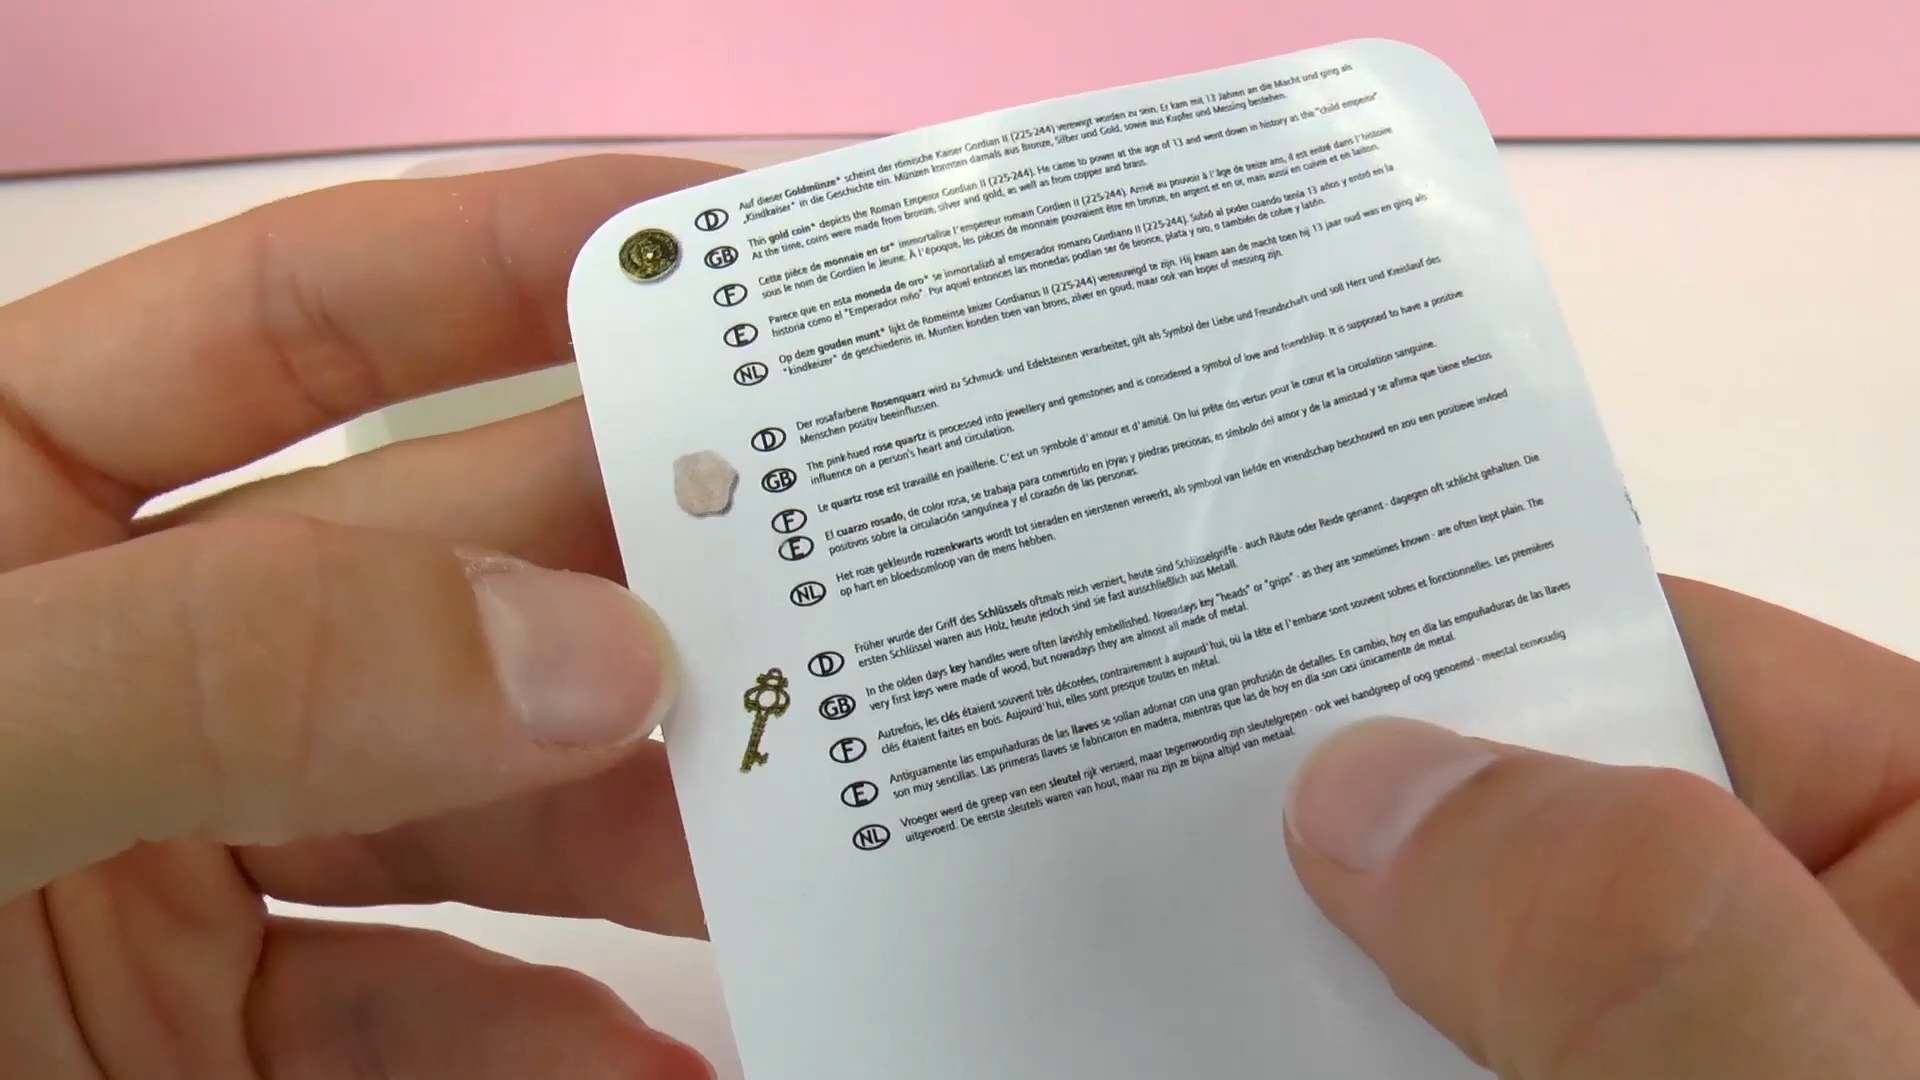 D
Auf dieser Goldmünze* scheint der römische Kaiser Gordian II (225-244) verewigt worden zu sein. Er kam mit 13 Jahren an die Macht und ging als
„Kindkaiser" in die Geschichte ein. Münzen konnten damals aus Bronze, Silber und Gold, sowie aus Kupfer und Messing bestehen.
GB
This gold coin* depicts the Roman Emperor Gordian II (225-244). He came to power at the age of 13 and went down in history as the "child emperor".
At the time, coins were made from bronze, silver and gold, as well as from copper and brass.
F
Cette pièce de monnaie en or* immortalise l'empereur romain Gordien II (225-244). Arrivé au pouvoir à l'âge de treize ans, il est entré dans l'histoire
sous le nom de Gordien le Jeune. À l'époque, les pièces de monnaie pouvaient être en bronze, en argent et en or, mais aussi en cuivre et en laiton.
E
Parece que en esta moneda de oro* se inmortalizó al emperador romano Gordiano II (225-244). Subió al poder cuando tenía 13 años y entró en la
historia como el "Emperador niño". Por aquel entonces las monedas podían ser de bronce, plata y oro, o también de cobre y latón.
NL
Op deze gouden munt* lijkt de Romeinse keizer Gordianus II (225-244) vereeuwigd te zijn. Hij kwam aan de macht toen hij 13 jaar oud was en ging als
"kindkeizer" de geschiedenis in. Munten konden toen van brons, zilver en goud, maar ook van koper of messing zijn.
D
Der rosafarbene Rosenquarz wird zu Schmuck- und Edelsteinen verarbeitet, gilt als Symbol der Liebe und Freundschaft und soll Herz und Kreislauf des
Menschen positiv beeinflussen.
GB
The pink-hued rose quartz is processed into jewellery and gemstones and is considered a symbol of love and friendship. It is supposed to have a positive
influence on a person's heart and circulation.
F
Le quartz rose est travaillé en joaillerie. C'est un symbole d'amour et d'amitié. On lui prête des vertus pour le cœur et la circulation sanguine.
E
El cuarzo rosado, de color rosa, se trabaja para convertirlo en joyas y piedras preciosas, es símbolo del amor y de la amistad y se afirma que tiene efectos
positivos sobre la circulación sanguínea y el corazón de las personas.
NL
Het roze gekleurde rozenkwarts wordt tot sieraden en sierstenen verwerkt, als symbool van liefde en vriendschap beschouwd en zou een positieve invloed
op hart en bloedsomloop van de mens hebben.
D
Früher wurde der Griff des Schlüssels oftmals reich verziert, heute sind Schlüsselgriffe - auch Räute oder Reide genannt - dagegen oft schlicht gehalten. Die
ersten Schlüssel waren aus Holz, heute jedoch sind sie fast ausschließlich aus Metall.
GB
In the olden days key handles were often lavishly embellished. Nowadays key "heads" or "grips" - as they are sometimes known - are often kept plain. The
very first keys were made of wood, but nowadays they are almost all made of metal.
F
Autrefois, les clés étaient souvent très décorées, contrairement à aujourd'hui, où la tête et l'embase sont souvent sobres et fonctionnelles. Les premières
clés étaient faites en bois. Aujourd'hui, elles sont presque toutes en métal.
E
Antiguamente las empuñaduras de las llaves se solían adornar con una gran profusión de detalles. En cambio, hoy en día las empuñaduras de las llaves
son muy sencillas. Las primeras llaves se fabricaron en madera, mientras que las de hoy en día son casi únicamente de metal.
NL
Vroeger werd de greep van een sleutel rijk versierd, maar tegenwoordig zijn sleutelgrepen - ook wel handgreep of oog genoemd - meestal eenvoudig
uitgevoerd. De eerste sleutels waren van hout, maar nu zijn ze bijna altijd van metaal.